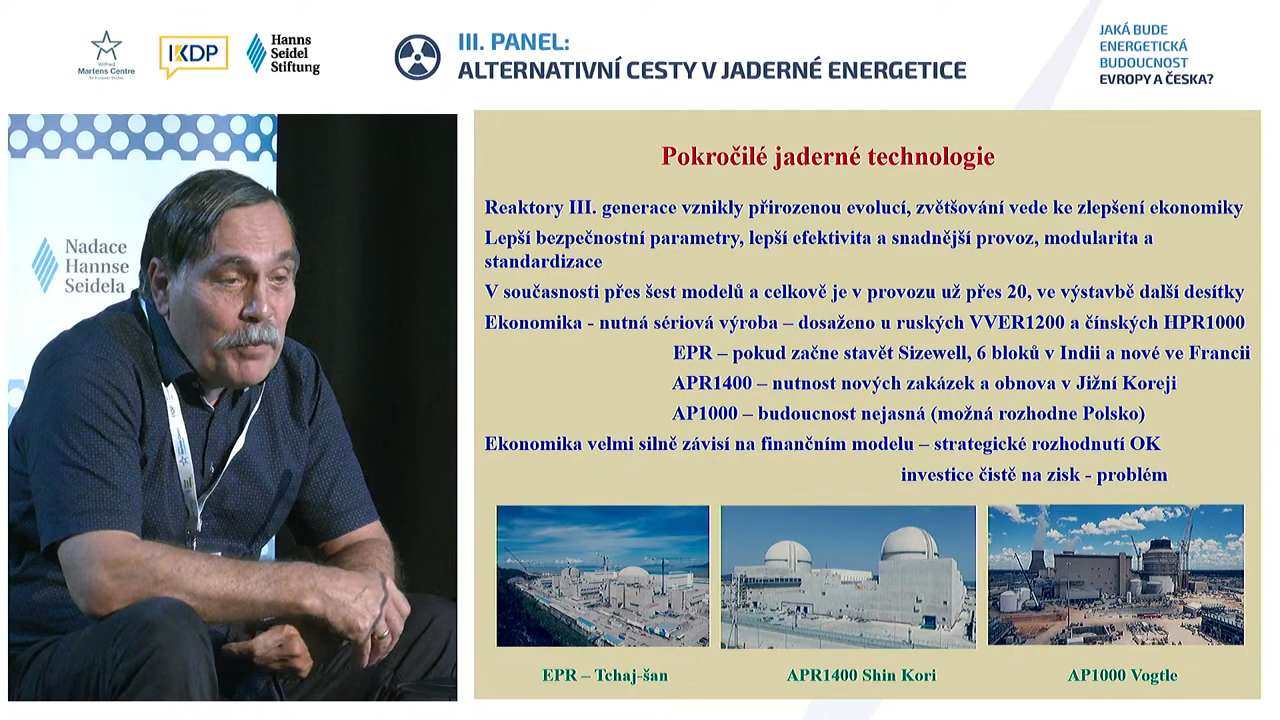 Wilfried
Martens Centre
for European Studies
IKDP
Hanns
Seidel
Stiftung
III. PANEL:
ALTERNATIVNÍ CESTY V JADERNÉ ENERGETICE
JAKÁ BUDE
ENERGETICKÁ
BUDOUCNOST
EVROPY A ČESKA?
Nadace
Hannse
Seidela
IKDP
Pokročilé jaderné technologie
Reaktory III. generace vznikly přirozenou evolucí, zvětšování vede ke zlepšení ekonomiky
Lepší bezpečnostní parametry, lepší efektivita a snadnější provoz, modularita a
standardizace
V současnosti přes šest modelů a celkově je v provozu už přes 20, ve výstavbě další desítky
Ekonomika - nutná sériová výroba – dosaženo u ruských VVER1200 a čínských HPR1000
EPR – pokud začne stavět Sizewell, 6 bloků v Indii a nové ve Francii
APR1400 – nutnost nových zakázek a obnova v Jižní Koreji
AP1000 – budoucnost nejasná (možná rozhodne Polsko)
Ekonomika velmi silně závisí na finančním modelu – strategické rozhodnutí OK
investice čistě na zisk - problém
EPR – Tchaj-šan
APR1400 Shin Kori
AP1000 Vogtle